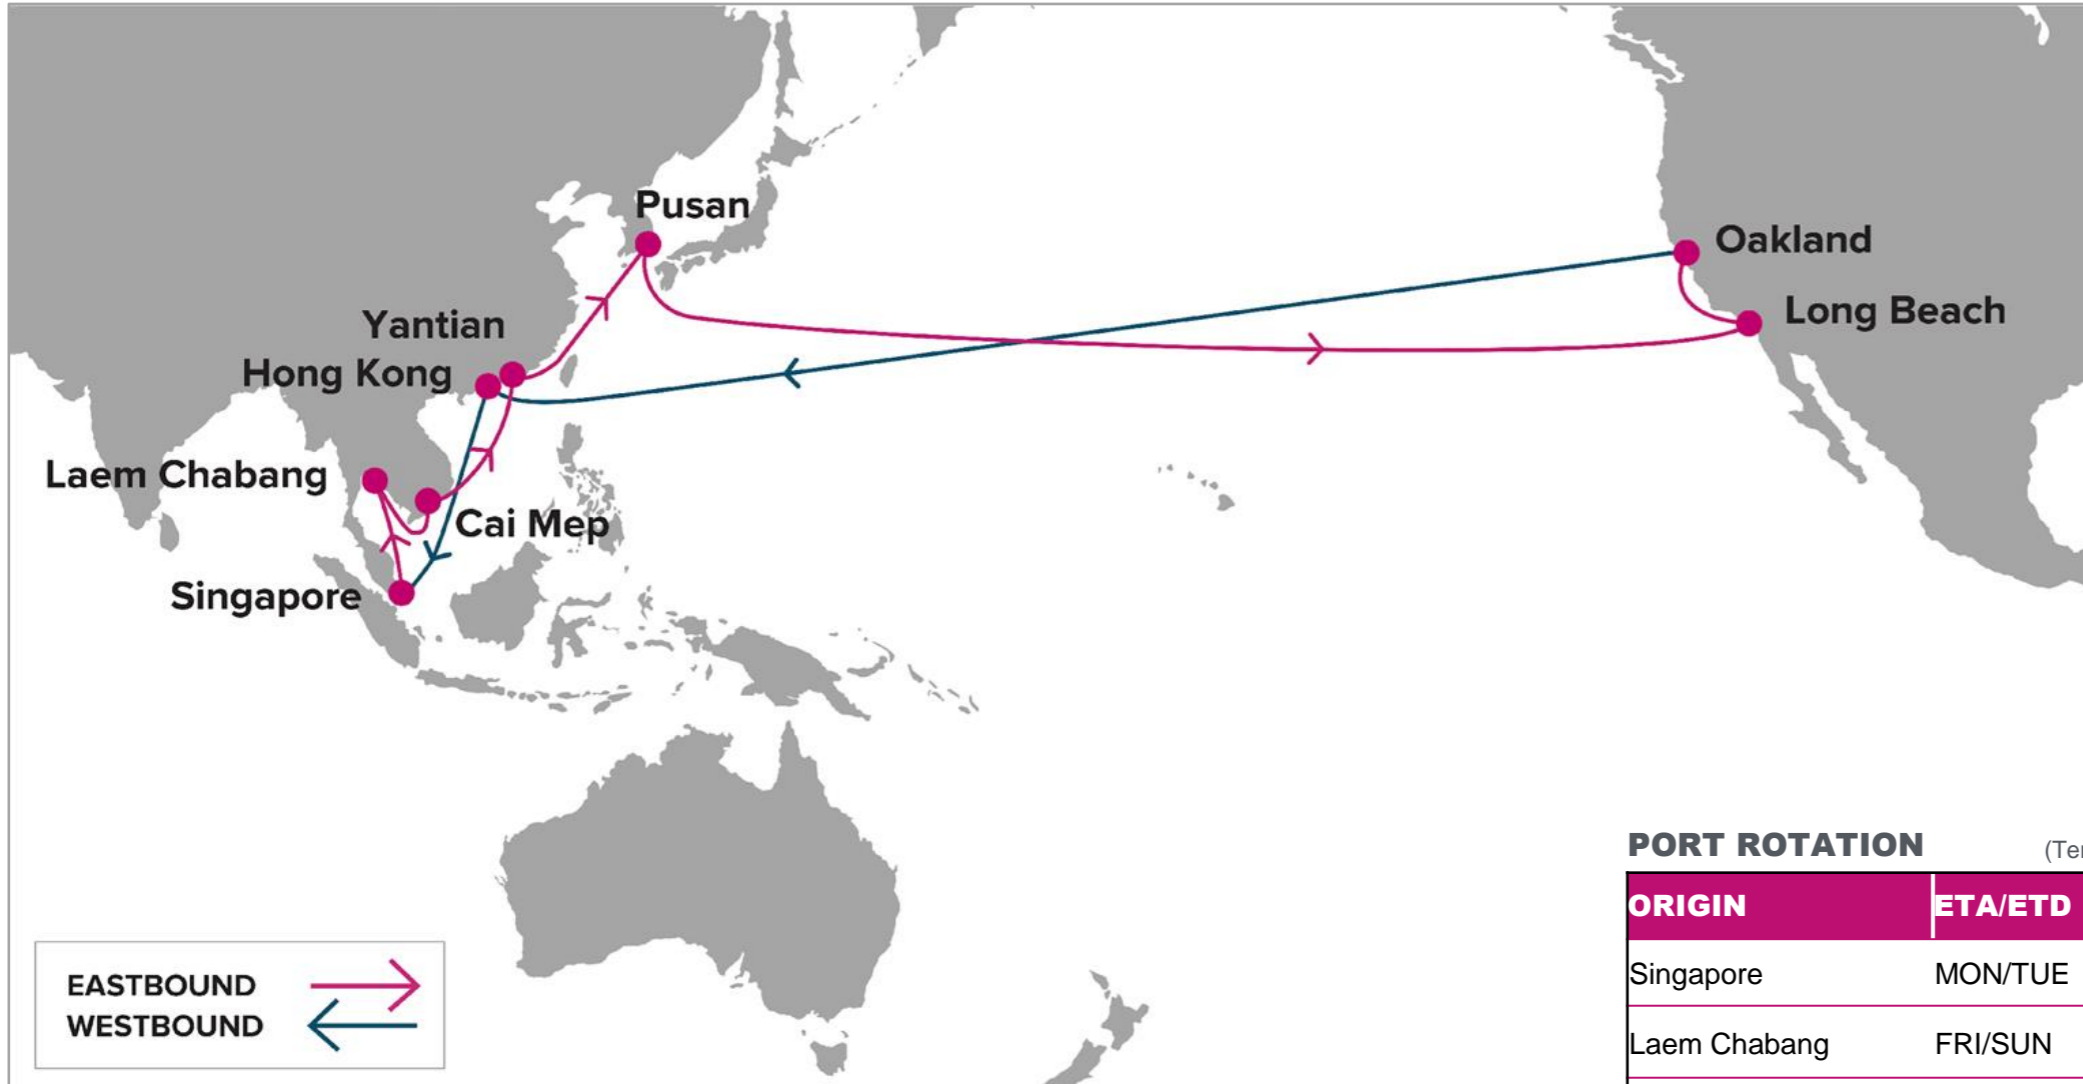 Pusan
Oakland
Long Beach
Yantian
Hong Kong
Laem Chabang
Cai Mep
Singapore
PORT ROTATION (Ter
ORIGIN ETA/ETD
Singapore MON/TUE
Laem Chabang FRI/SUN
EASTBOUND
WESTBOUND